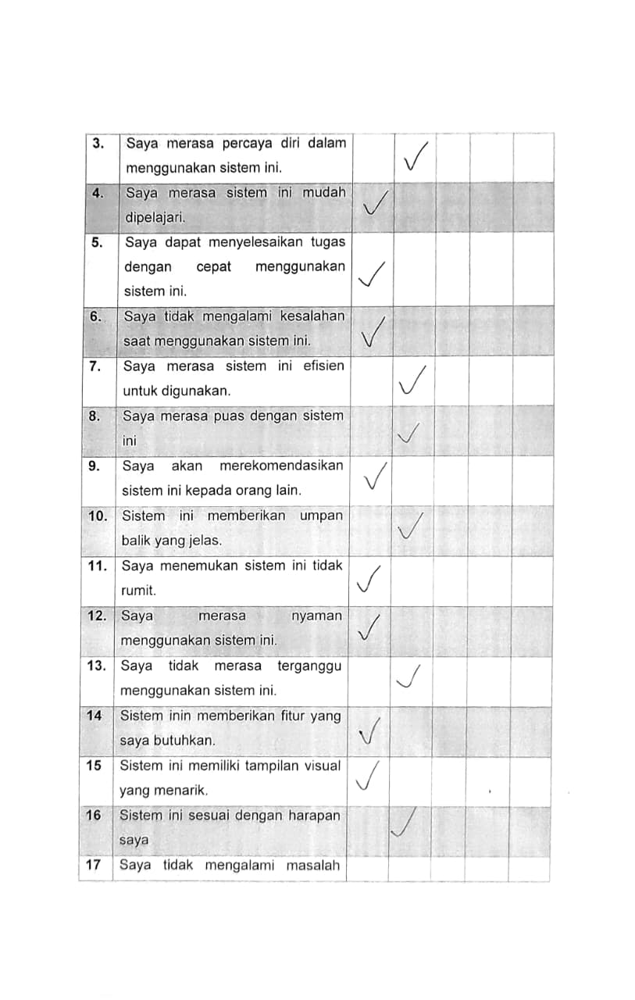 3. Saya merasa percaya diri dalam
menggunakan sistem ini.
4. Saya merasa sistem ini mudah
dipelajari.
5. Saya dapat menyelesaikan tugas
dengan cepat menggunakan
sistem ini.
6. Saya tidak mengalami kesalahan
saat menggunakan sistem ini.
7. Saya merasa sistem ini efisien
untuk digunakan.
8. Saya merasa puas dengan sistem
ini
9. Saya akan merekomendasikan
sistem ini kepada orang lain.
10. Sistem ini memberikan umpan
balik yang jelas.
11. Saya menemukan sistem ini tidak
rumit.
12. Saya merasa nyaman
menggunakan sistem ini.
13. Saya tidak merasa terganggu
menggunakan sistem ini.
14 Sistem inin memberikan fitur yang
saya butuhkan.
15 Sistem ini memiliki tampilan visual
yang menarik.
16 Sistem ini sesuai dengan harapan
saya
17 Saya tidak mengalami masalah